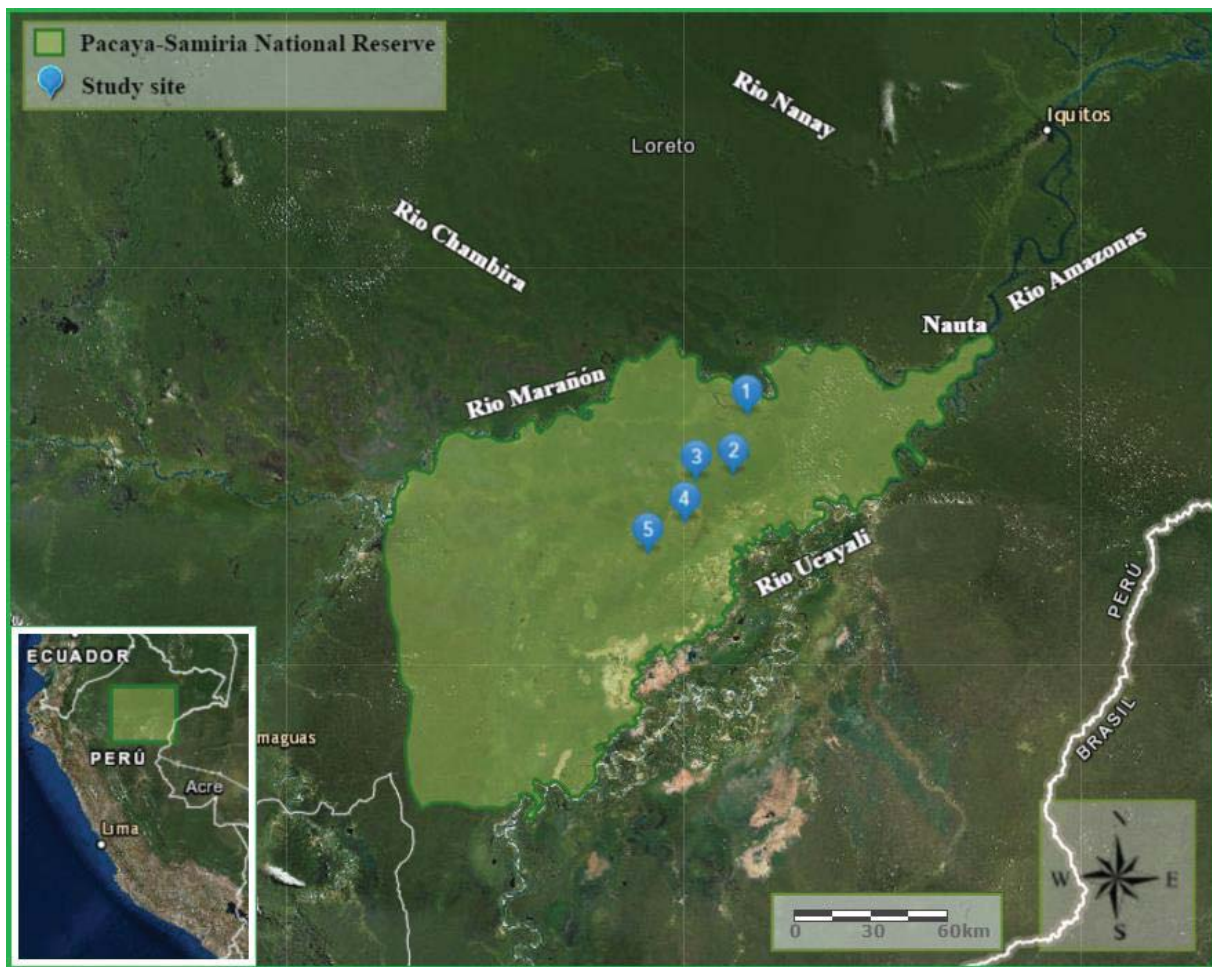 Pacaya-Samiria National Reserve
Study site
Rio Nanay
Iquitos
Loreto
Rio Chambira
Rio Amazonas
Nauta
Rio Marañón
1
2
3
4
5
Rio Ucayali
PERÚ
BRASIL
ECUADOR
PERÚ
Acre
Lima
maguas
N
W
E
S
0 30 60km